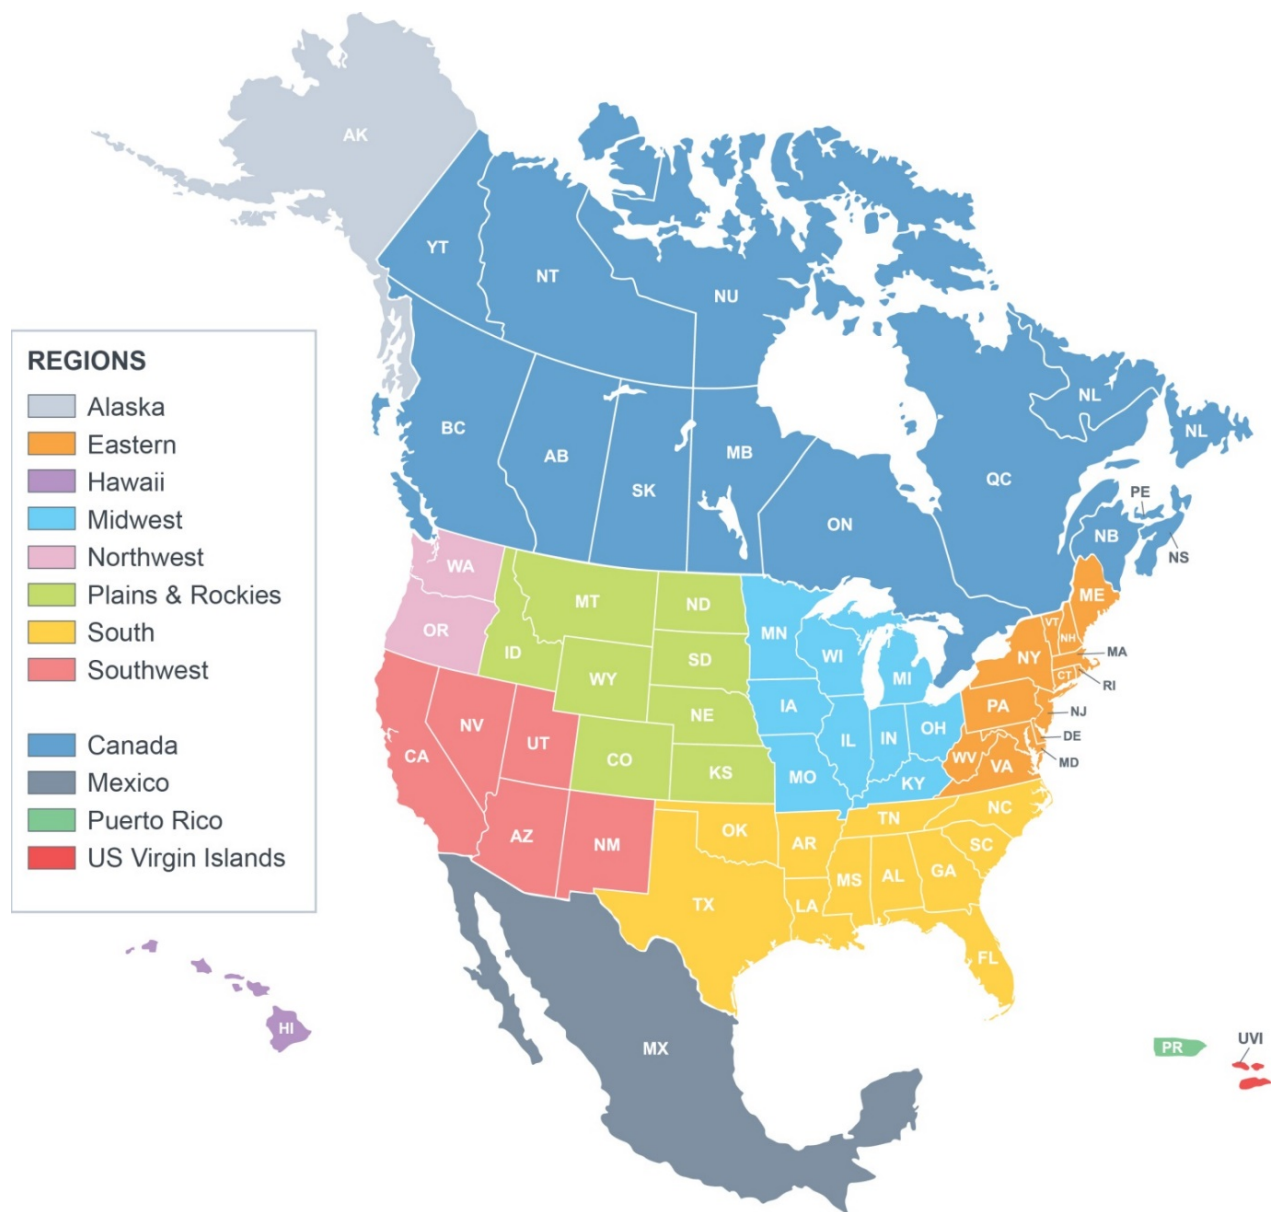 AK
YT
NT
NU
REGIONS
Alaska
Eastern
Hawaii
Midwest
Northwest
Plains & Rockies
South
Southwest
Canada
Mexico
Puerto Rico
US Virgin Islands
BC
AB
SK
MB
ON
QC
NL
NL
PE
NB
NS
WA
OR
MT
ID
WY
ND
SD
NE
CO
KS
MN
WI
MI
IA
IL
IN
OH
MO
KY
ME
VT
NH
NY
MA
CT
RI
PA
NJ
DE
MD
WV
VA
CA
NV
UT
AZ
NM
OK
TX
AR
LA
TN
NC
SC
MS
AL
GA
FL
HI
MX
PR
UVI